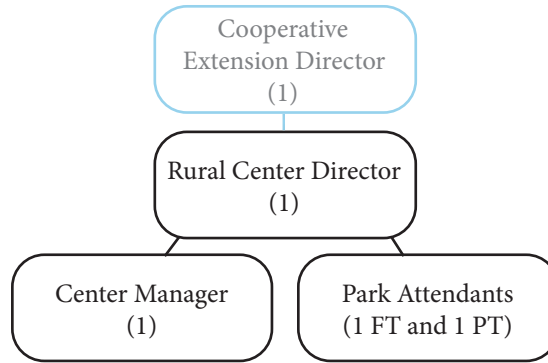 Cooperative
Extension Director
(1)
Rural Center Director
(1)
Center Manager
(1)
Park Attendants
(1 FT and 1 PT)